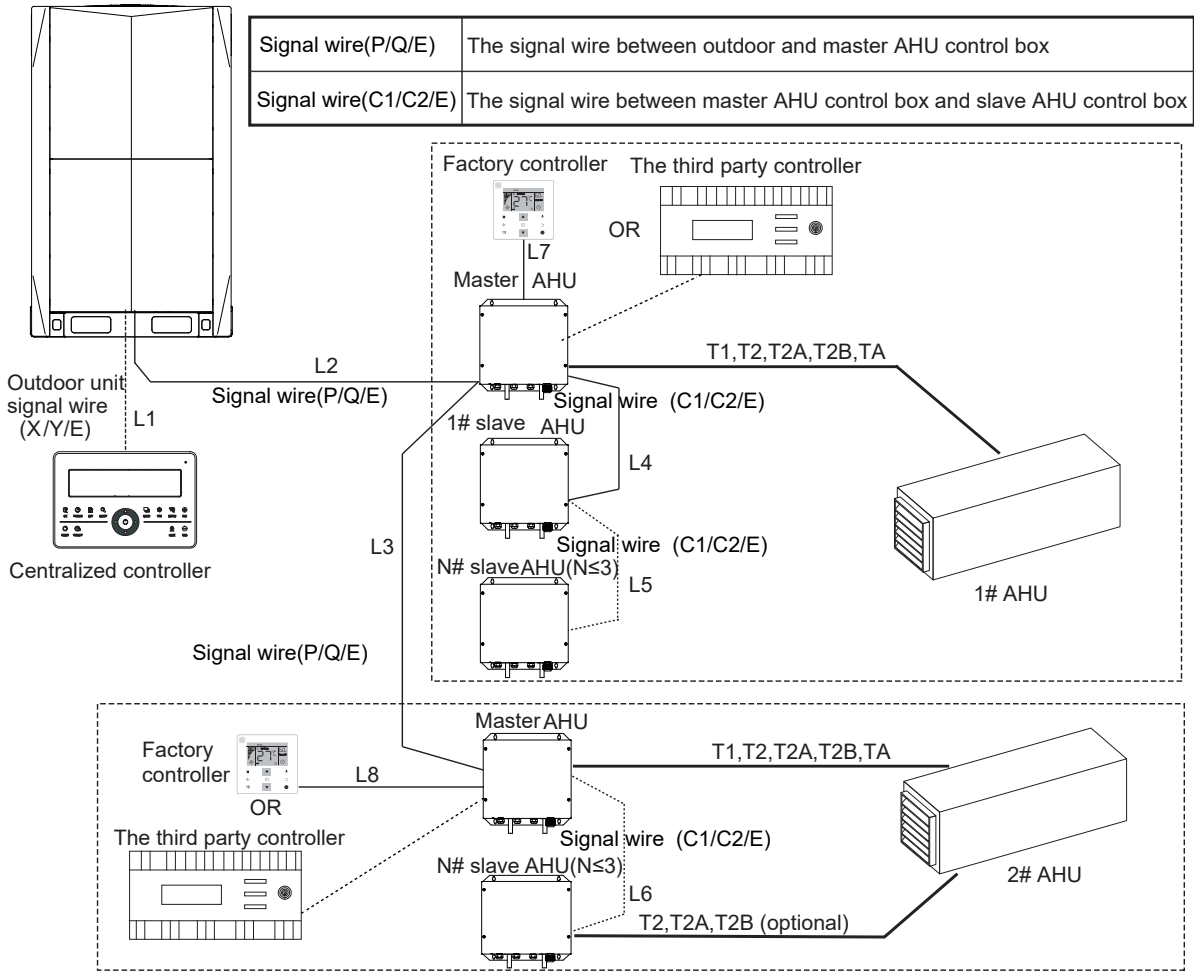 Signal wire(P/Q/E)
The signal wire between outdoor and master AHU control box
Signal wire(C1/C2/E)
The signal wire between master AHU control box and slave AHU control box
Factory controller
The third party controller
OR
L7
Master AHU
T1,T2,T2A,T2B,TA
L2
Signal wire(P/Q/E)
Outdoor unit
signal wire
(X/Y/E)
L1
Signal wire (C1/C2/E)
1# slave AHU
L4
Centralized controller
L3
Signal wire (C1/C2/E)
N# slave AHU(N≤3)
L5
1# AHU
Signal wire(P/Q/E)
Master AHU
Factory
controller
L8
OR
The third party controller
T1,T2,T2A,T2B,TA
Signal wire (C1/C2/E)
N# slave AHU(N≤3)
L6
2# AHU
T2,T2A,T2B (optional)